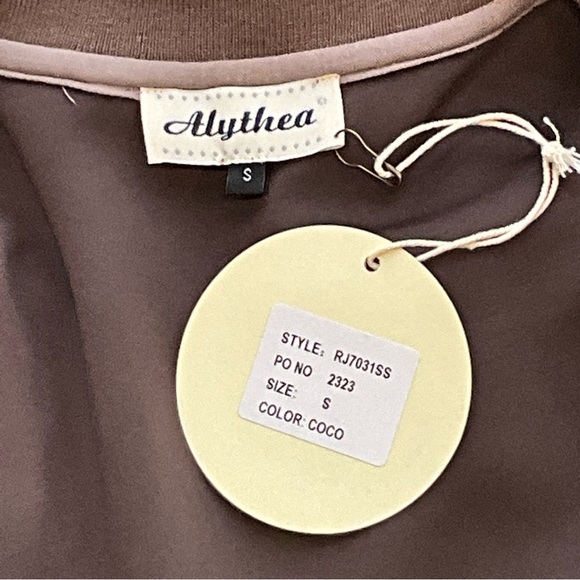 Alythea
S
STYLE: RJ7031SS
PO NO 2323
SIZE: S
COLOR: COCO